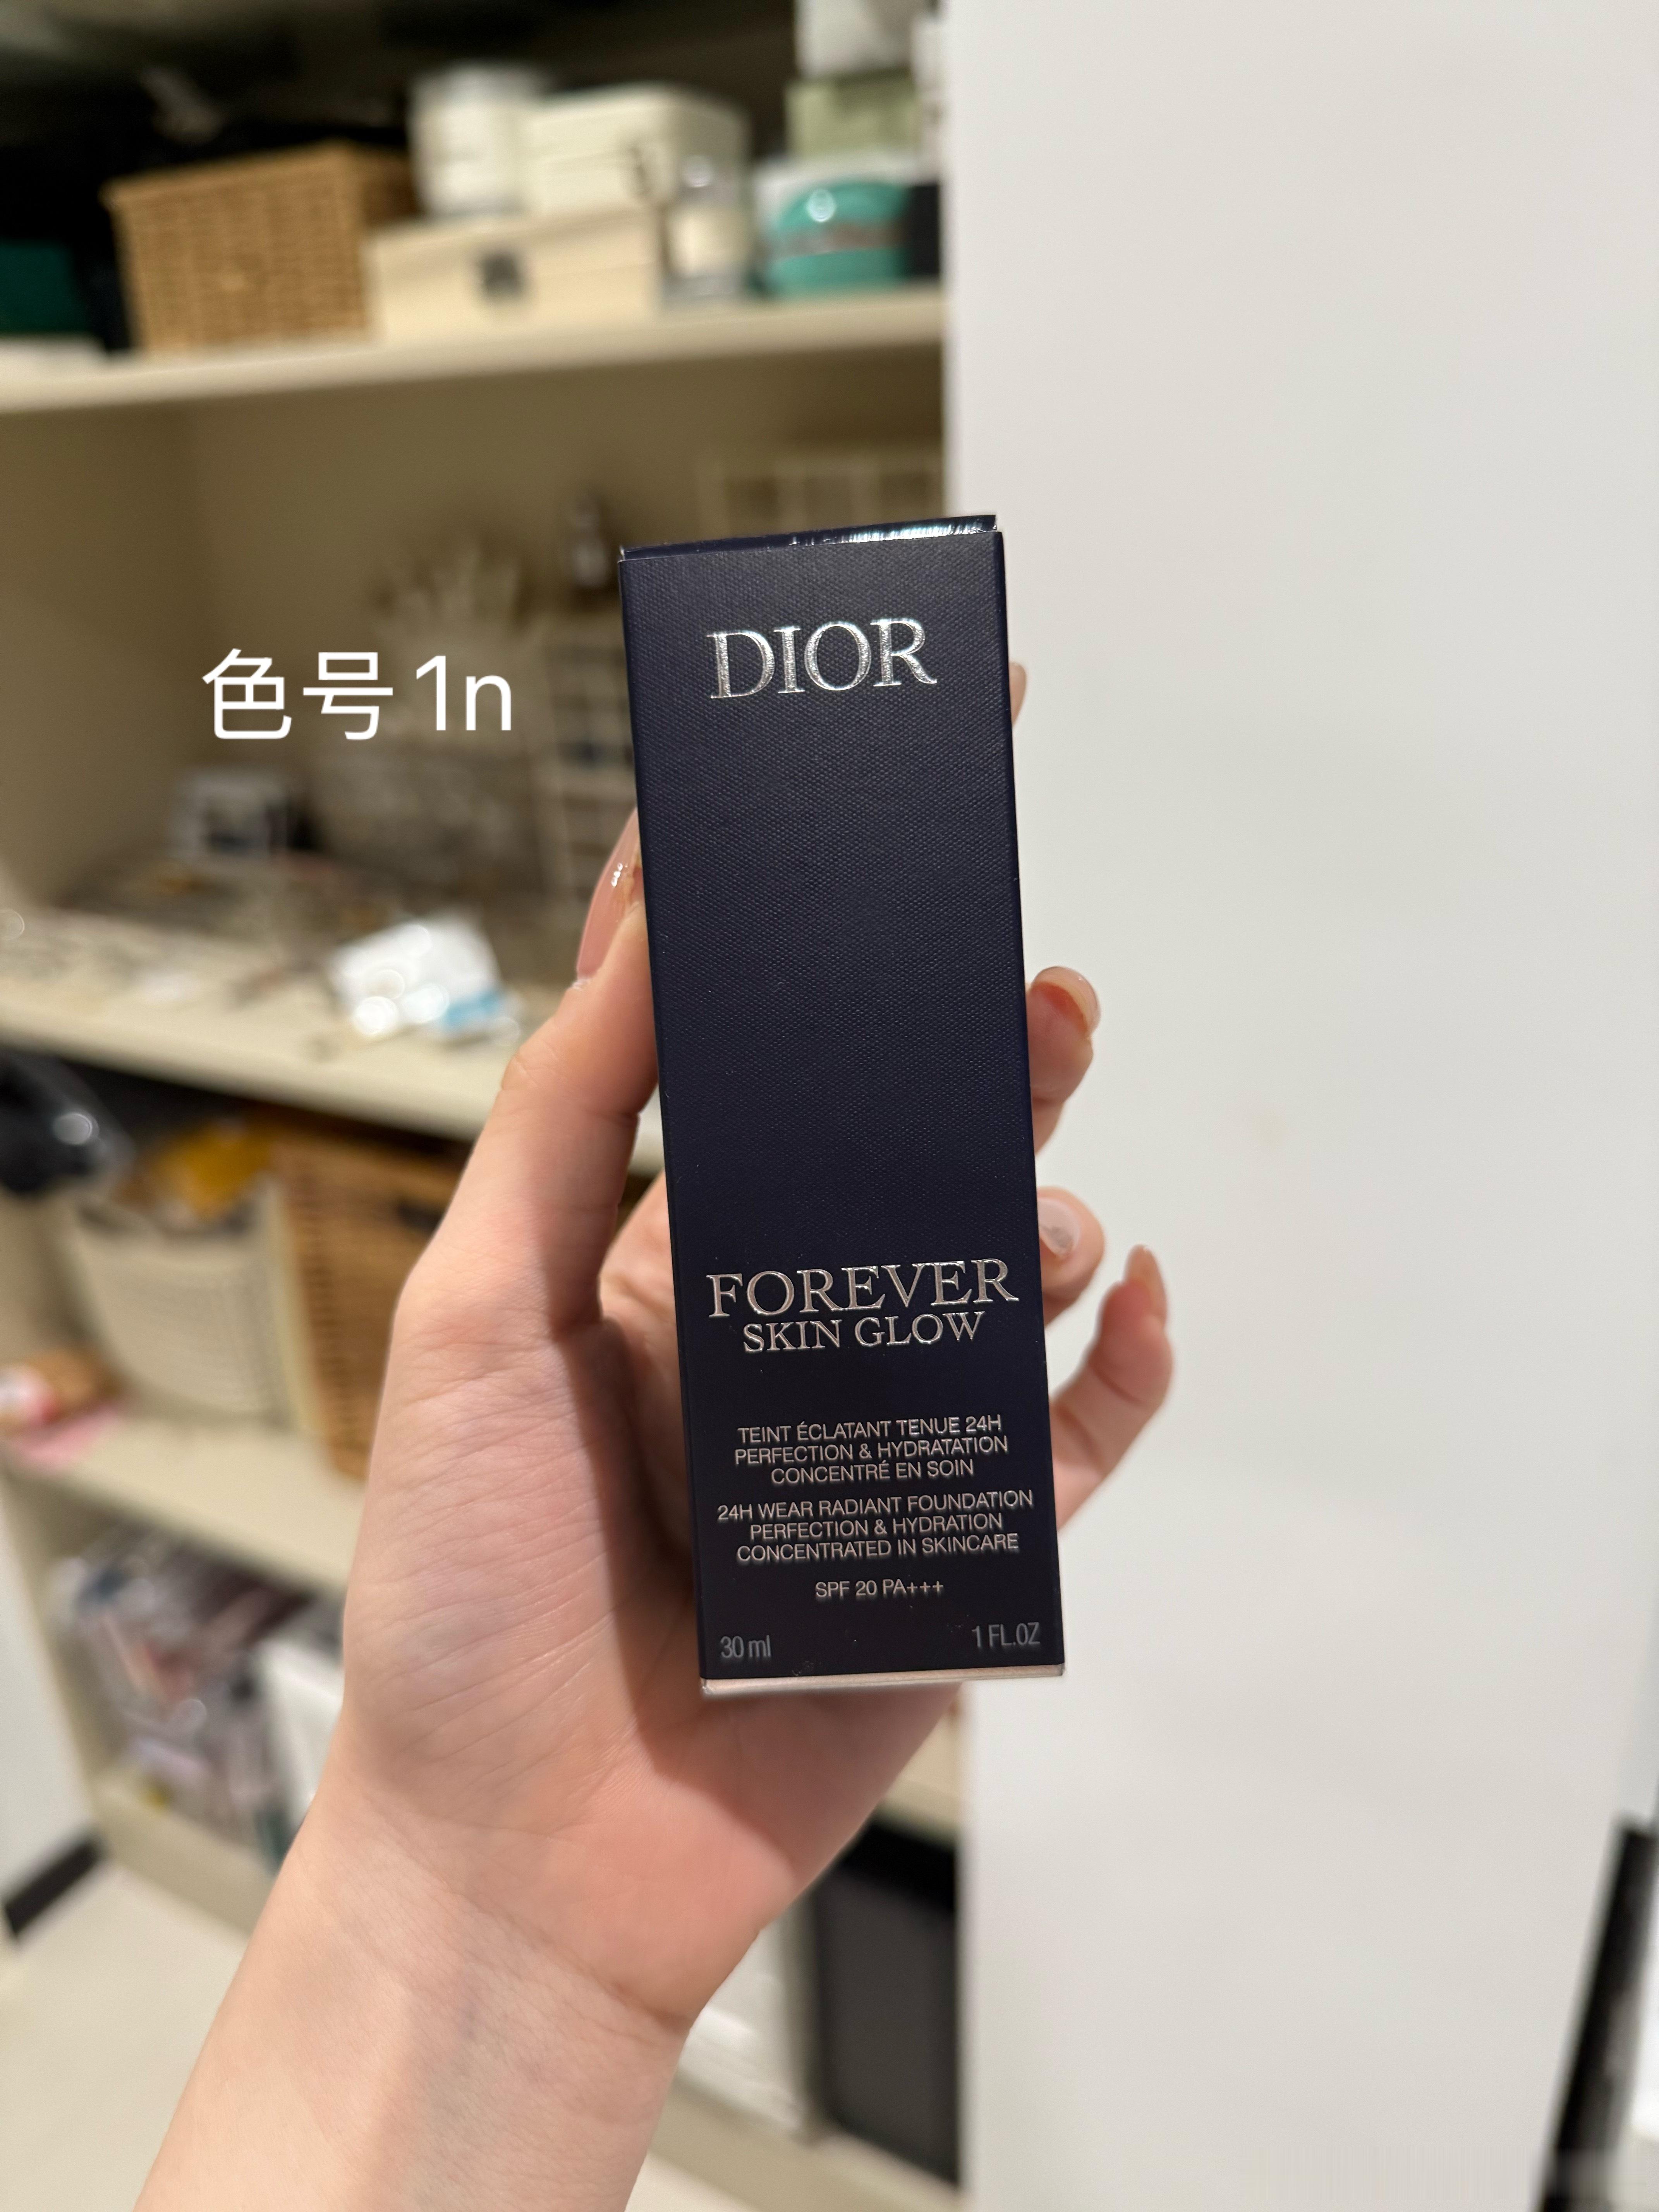 DIOR
色号1n
FOREVER
SKIN GLOW
TEINT ÉCLATANT TENUE 24H
PERFECTION & HYDRATATION
CONCENTRÉ EN SOIN
24H WEAR RADIANT FOUNDATION
PERFECTION & HYDRATION
CONCENTRATED IN SKINCARE
SPF 20 PA+++
30 ml 1 FL.OZ